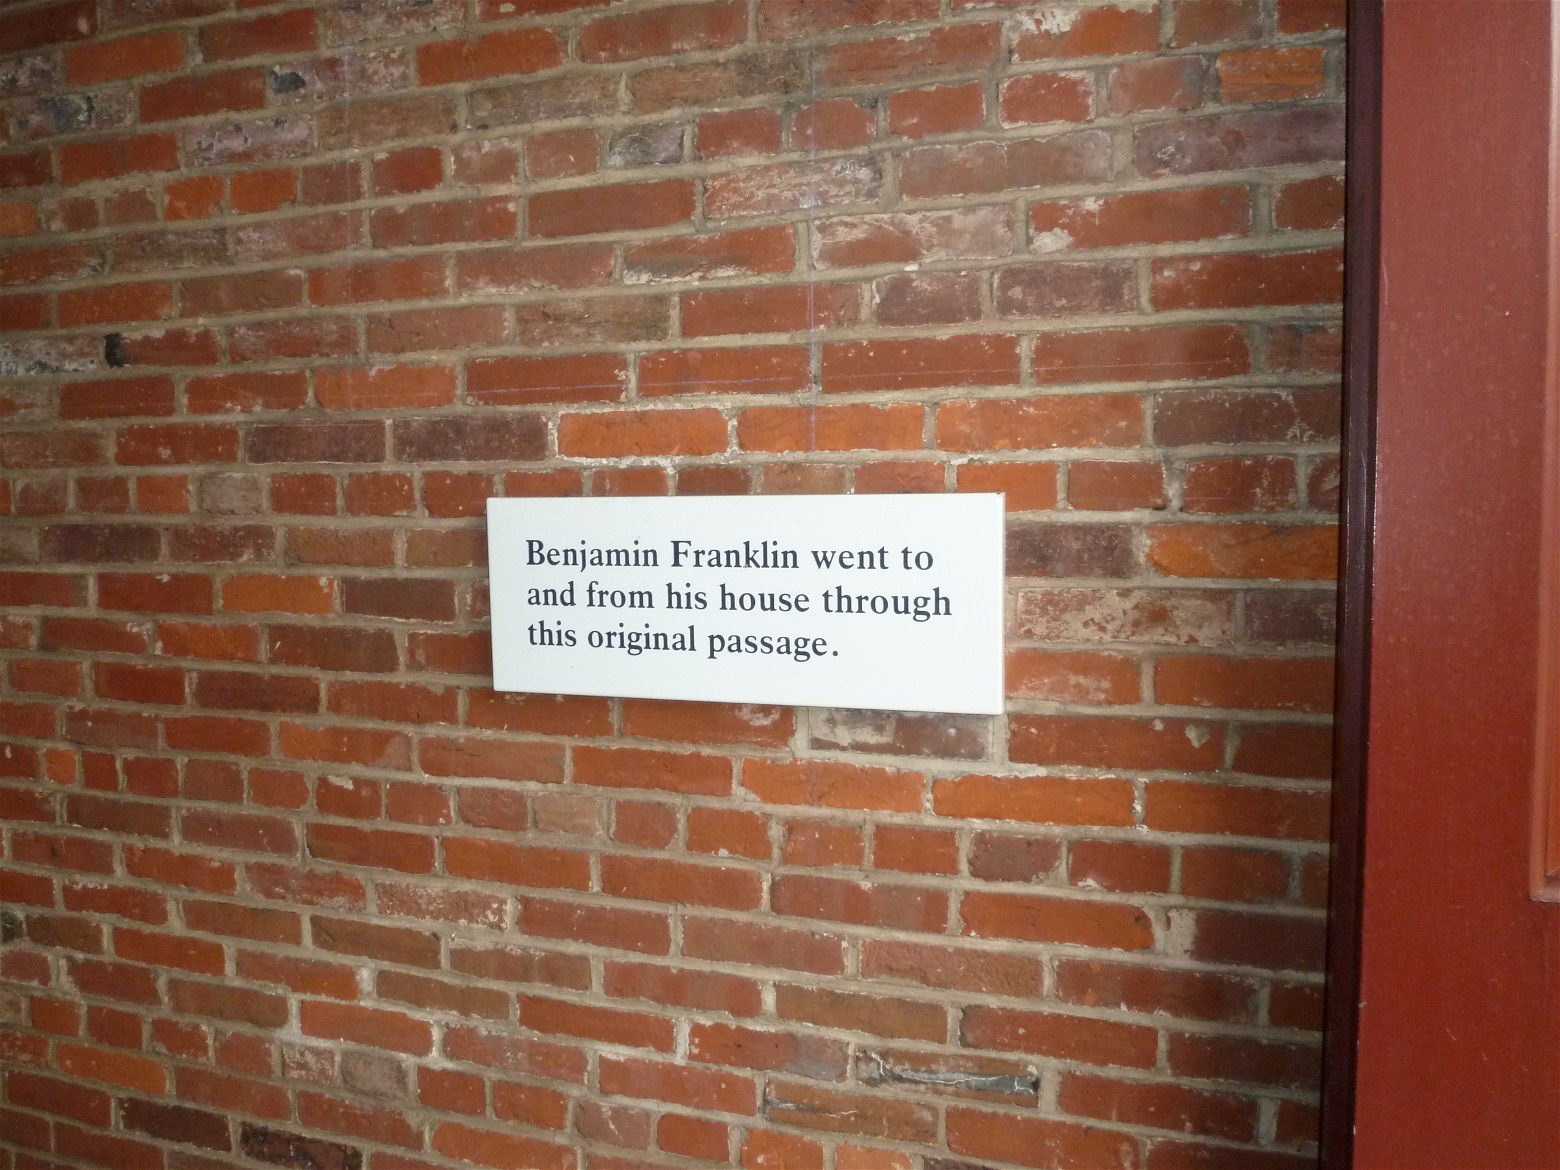 Benjamin Franklin went to
and from his house through
this original passage.